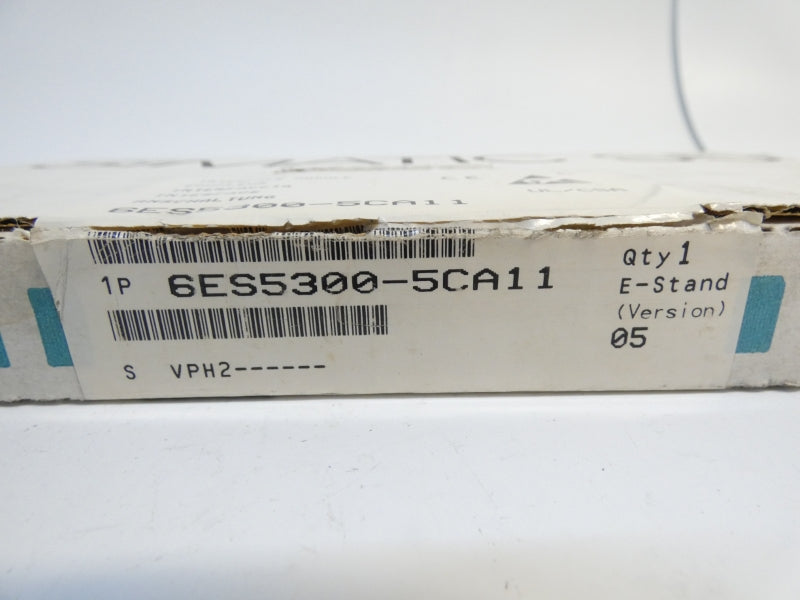 6ES5300-5CA11
Qty 1
1P 6ES5300-5CA11
E-Stand
(Version)
05
S VPH2------